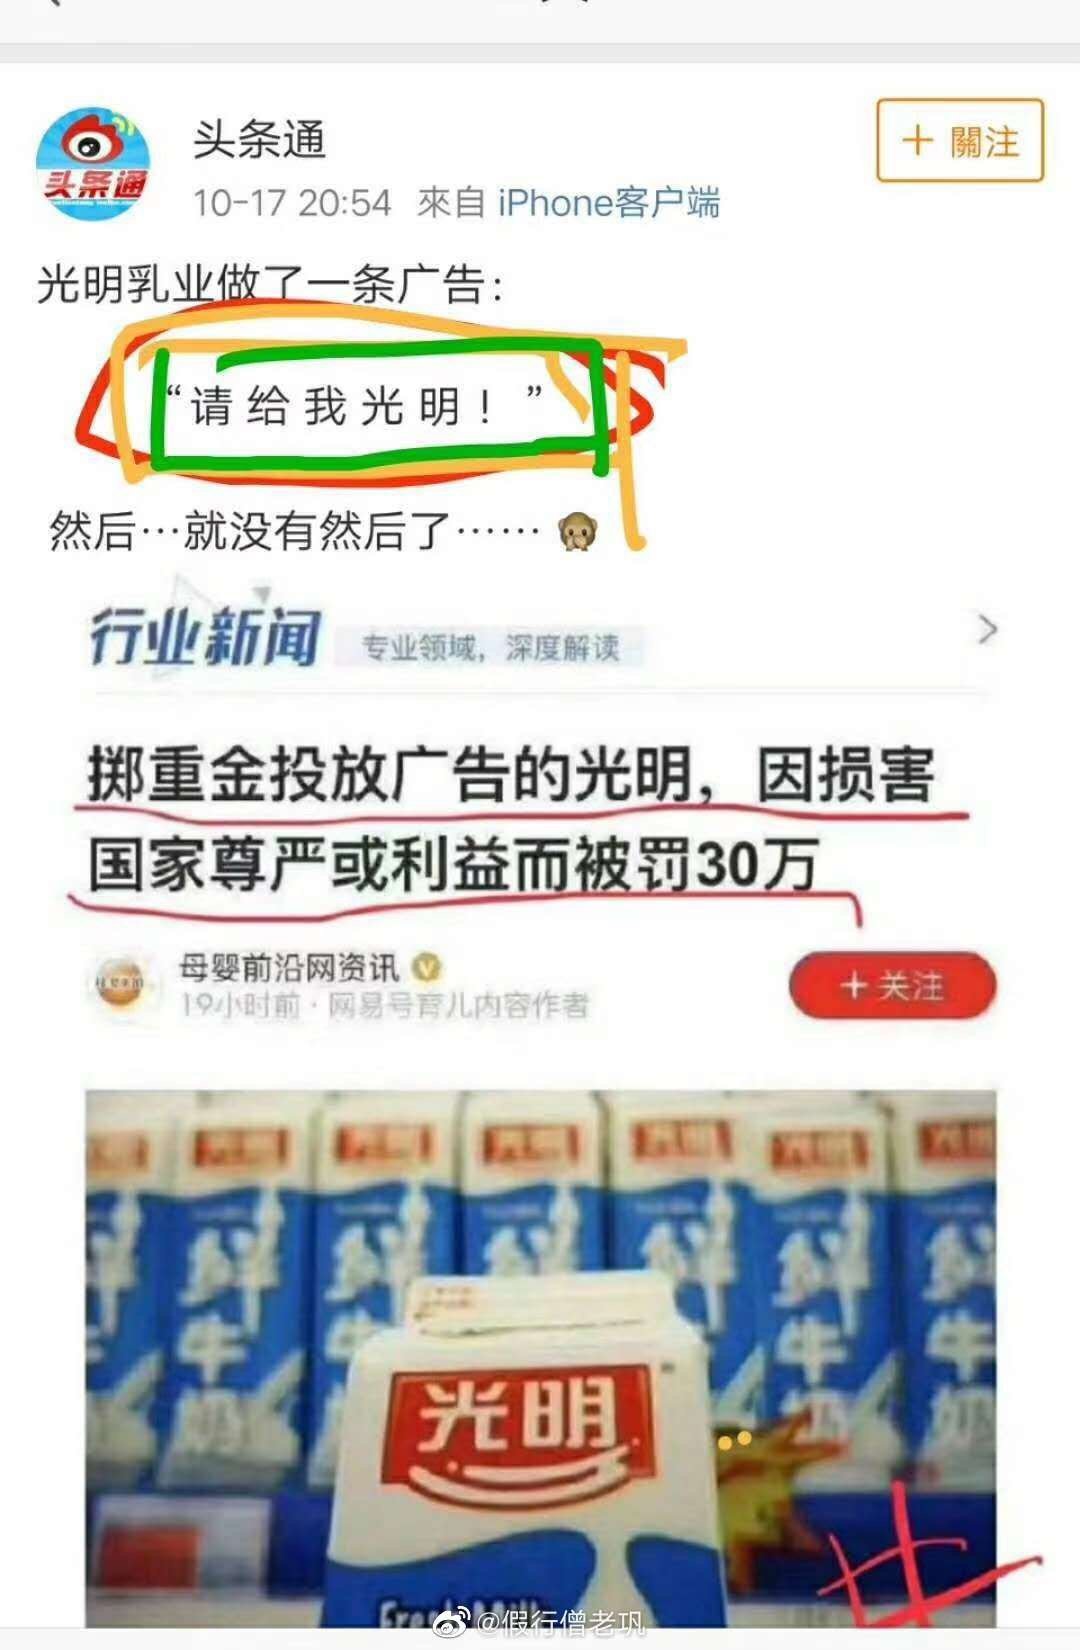 头条通
头条通
＋ 關注
10-17 20:54 來自 iPhone客户端
光明乳业做了一条广告：
“请给我光明！”
然后…就没有然后了……
行业新闻
专业领域，深度解读
掷重金投放广告的光明，因损害
国家尊严或利益而被罚30万
母婴前沿网资讯
19小时前·网易号育儿内容作者
＋关注
鲜牛奶
鲜牛奶
鲜牛奶
光明
Fresh Milk
@假行僧老巩